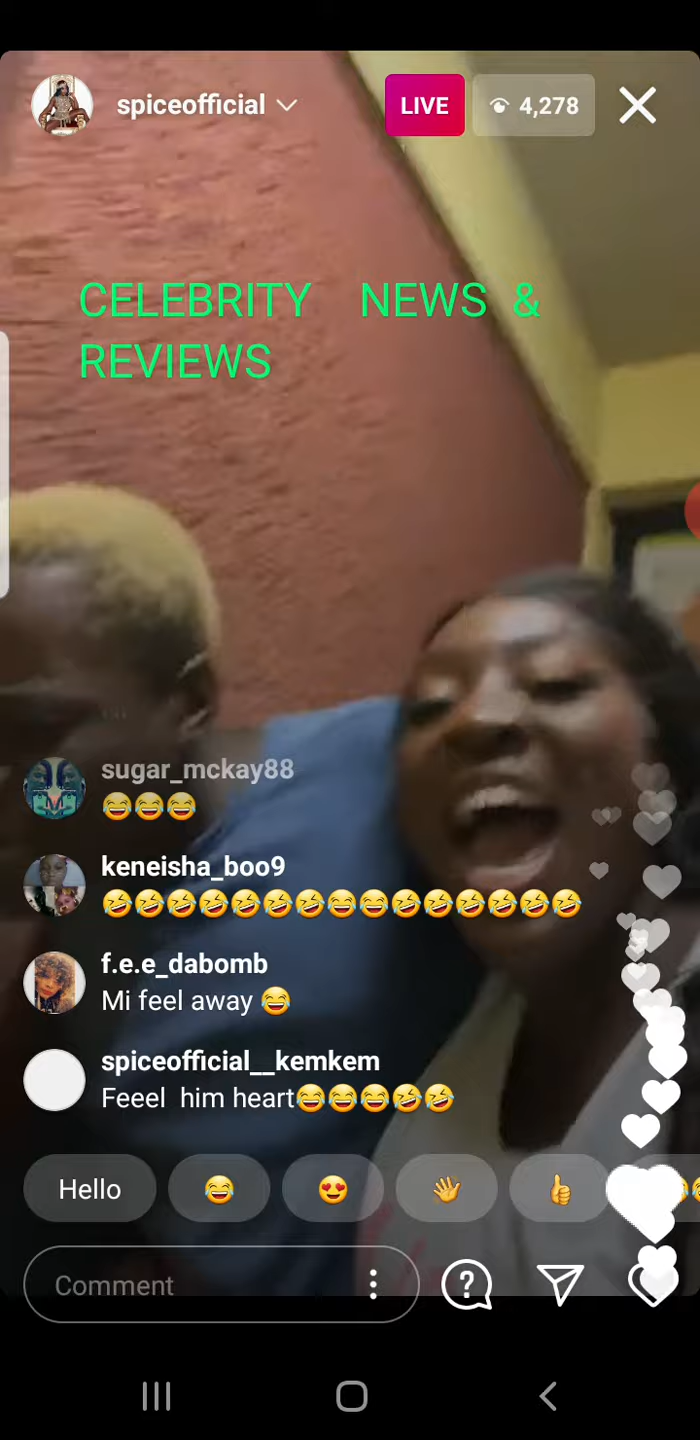 spiceofficial
LIVE
4,278
CELEBRITY NEWS &
REVIEWS
sugar_mckay88
😂😂😂
keneisha_boo9
🤣🤣🤣🤣🤣🤣🤣😂😂🤣🤣🤣🤣🤣🤣
f.e.e_dabomb
Mi feel away 😂
spiceofficial__kemkem
Feeel him heart😂😂😂🤣🤣
Hello 😂 😍 👋 👍
Comment